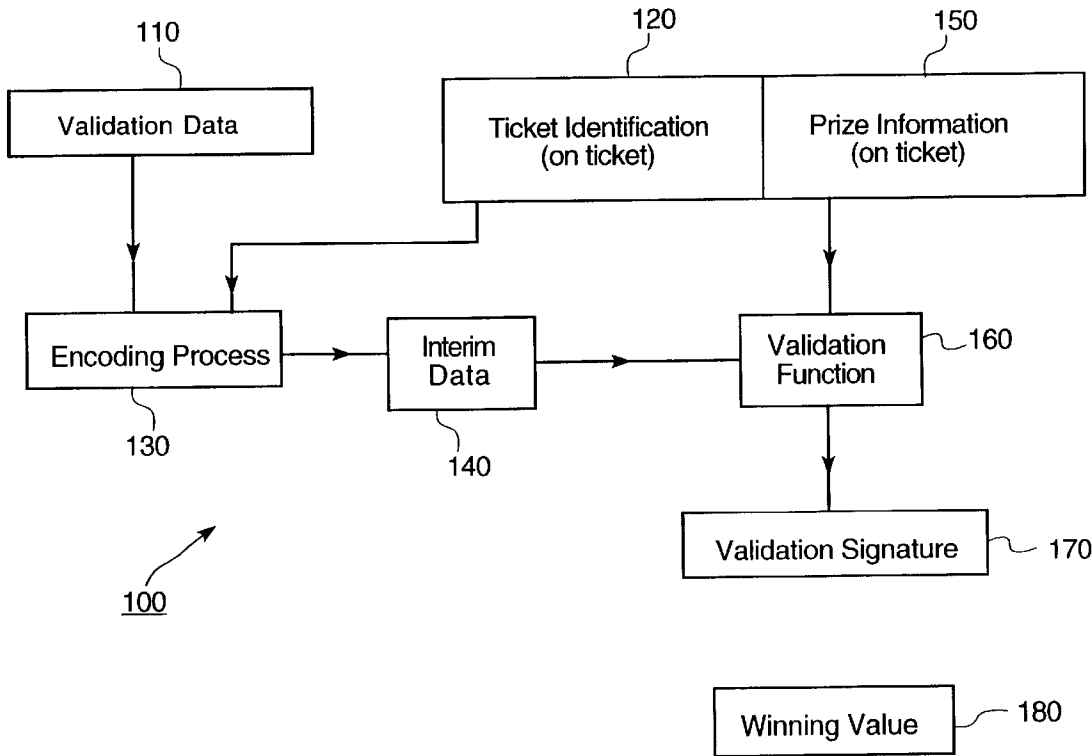 110
120
150
Validation Data
Ticket Identification
(on ticket)
Prize Information
(on ticket)
Encoding Process
130
Interim
Data
140
Validation
Function
160
Validation Signature
170
100
Winning Value
180